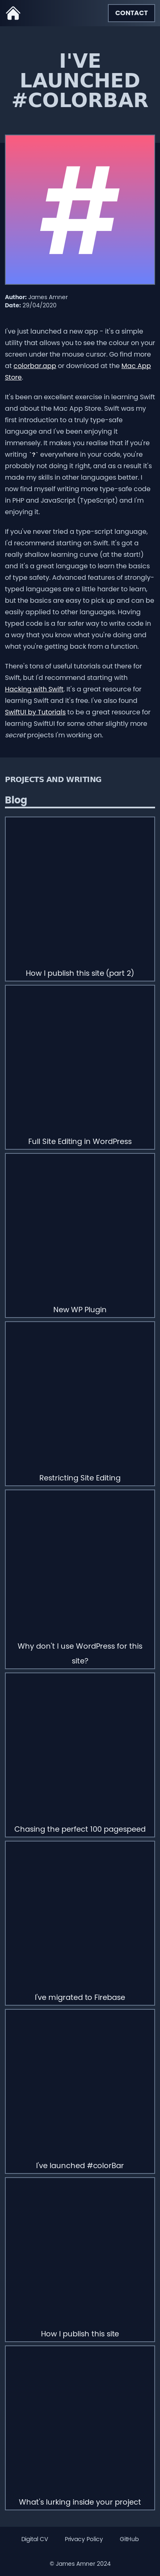 CONTACT
I'VE
LAUNCHED
#COLORBAR
#
Author: James Amner
Date: 29/04/2020
I've just launched a new app - it's a simple
utility that allows you to see the colour on your
screen under the mouse cursor. Go find more
at colorbar.app or download at the Mac App
Store.
It's been an excellent exercise in learning Swift
and about the Mac App Store. Swift was my
first introduction to a truly type-safe
language and I've been enjoying it
immensely. It makes you realise that if you're
writing `?` everywhere in your code, you're
probably not doing it right, and as a result it's
made my skills in other languages better too. I
now find myself writing more type-safe code
in PHP and Javascript (TypeScript) and I'm
enjoying it.
If you've never tried a type-script language,
I'd recommend starting on Swift. It's got a
really shallow learning curve (at the start!)
and it's a great language to learn the basics
of type safety. Advanced features of strongly-
typed languages are a little harder to learn,
but the basics are easy to pick up and can be
easily applied to other languages. Having
typed code is a far safer way to write code in
a way that you know what you're doing and
what you're getting back from a function.
There's tons of useful tutorials out there for
Swift, but I'd recommend starting with
Hacking with Swift. It's a great resource for
learning Swift and it's free. I've also found
SwiftUI by Tutorials to be a great resource for
learning SwiftUI for some other slightly more
secret projects I'm working on.
PROJECTS AND WRITING
Blog
How I publish this site (part 2)
Full Site Editing in WordPress
New WP Plugin
Restricting Site Editing
Why don't I use WordPress for this
site?
Chasing the perfect 100 pagespeed
I've migrated to Firebase
I've launched #colorBar
How I publish this site
What's lurking inside your project
Digital CV Privacy Policy GitHub
© James Amner 2024